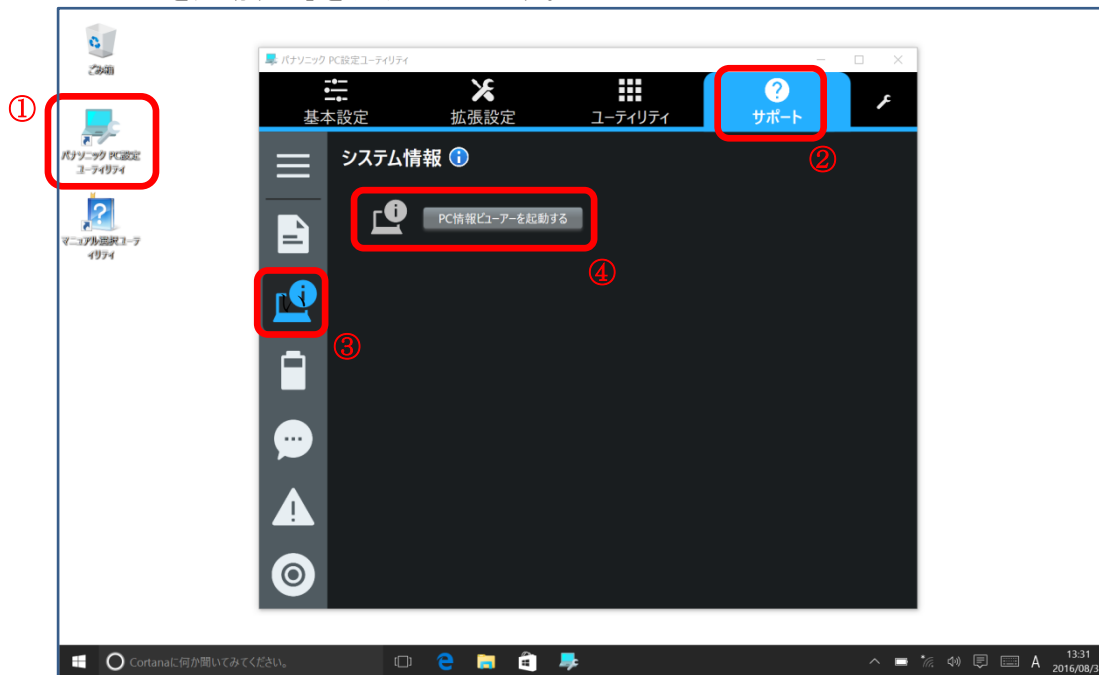 ごみ箱
①
パナソニック PC設定
ユーティリティ
マニュアル選択ユーテ
ィリティ
パナソニック PC設定ユーティリティ
基本設定
拡張設定
ユーティリティ
サポート
②
システム情報
PC情報ビューアーを起動する
④
③
Cortanaに何か聞いてみてください。
A
13:31
2016/08/3